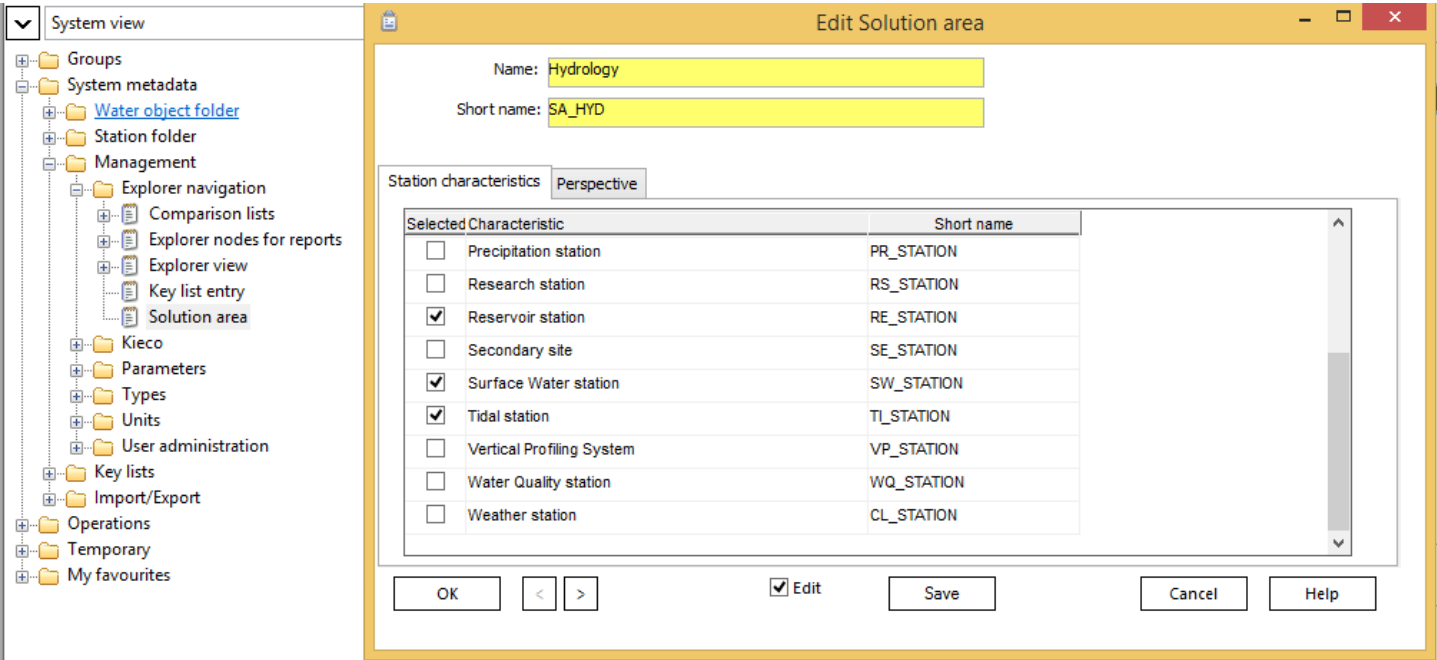 System view
Groups
System metadata
Water object folder
Station folder
Management
Explorer navigation
Comparison lists
Explorer nodes for reports
Explorer view
Key list entry
Solution area
Kieco
Parameters
Types
Units
User administration
Key lists
Import/Export
Operations
Temporary
My favourites
Edit Solution area
Name: Hydrology
Short name: SA_HYD
Station characteristics Perspective
Selected Characteristic Short name
Precipitation station PR_STATION
Research station RS_STATION
Reservoir station RE_STATION
Secondary site SE_STATION
Surface Water station SW_STATION
Tidal station TI_STATION
Vertical Profiling System VP_STATION
Water Quality station WQ_STATION
Weather station CL_STATION
OK < > Edit Save Cancel Help